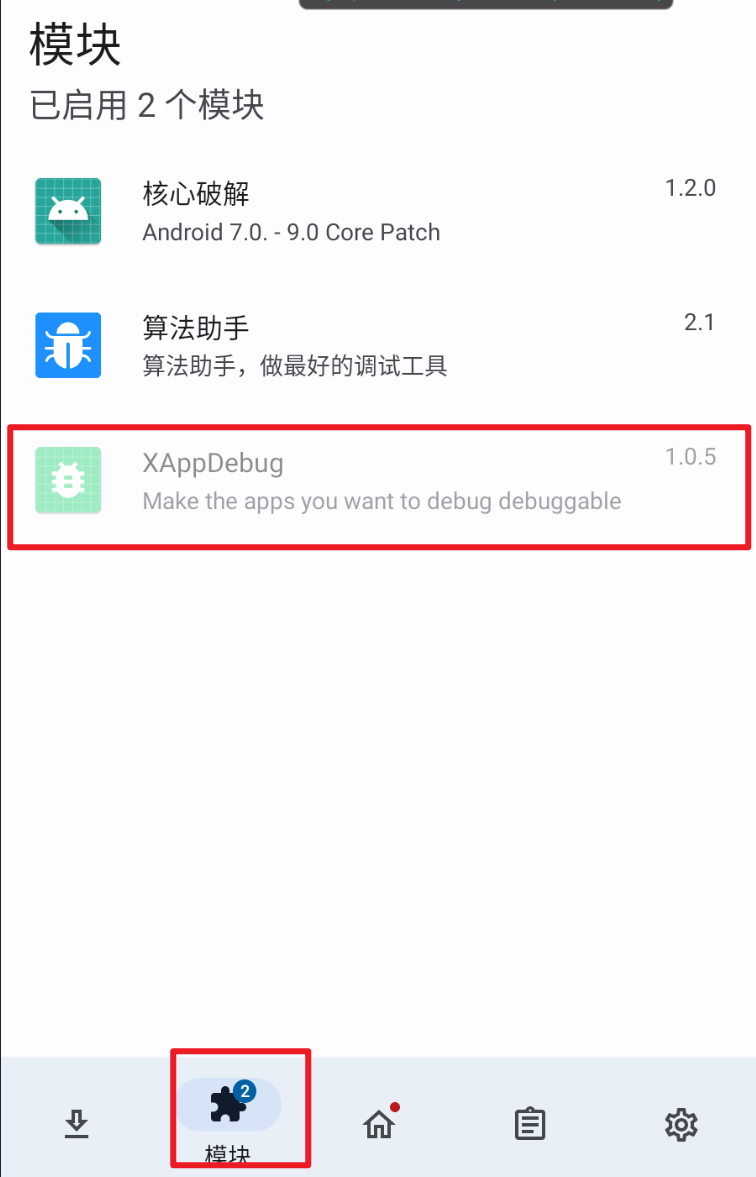 模块
已启用 2 个模块
核心破解
1.2.0
Android 7.0. - 9.0 Core Patch
算法助手
2.1
算法助手，做最好的调试工具
XAppDebug
1.0.5
Make the apps you want to debug debuggable
2
模块